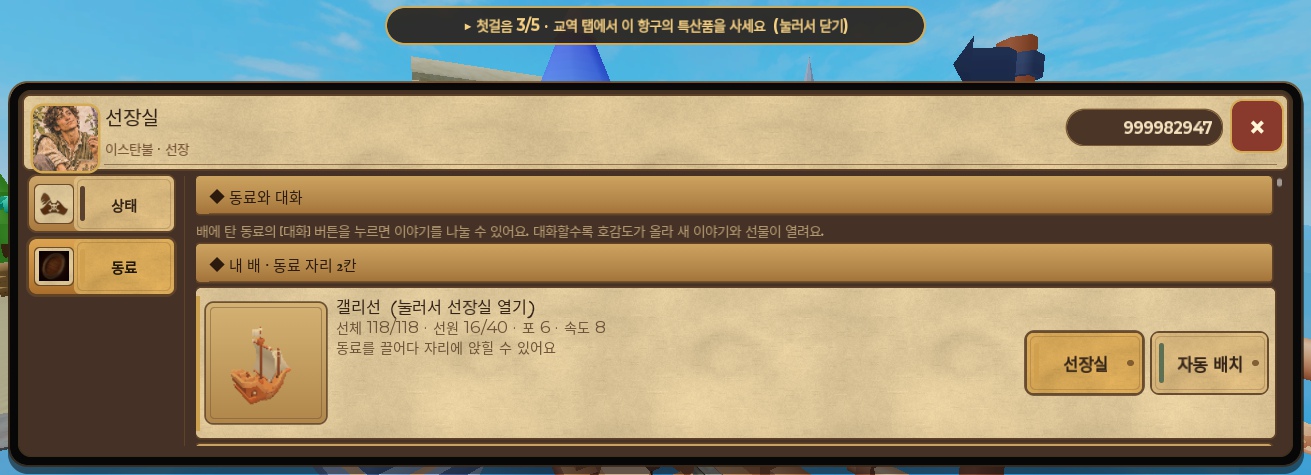 ▸ 첫걸음 3/5 · 교역 탭에서 이 항구의 특산품을 사세요 (눌러서 닫기)
선장실
이스탄불 · 선장
999982947
×
상태
동료
◆ 동료와 대화
배에 탄 동료의 [대화] 버튼을 누르면 이야기를 나눌 수 있어요. 대화할수록 호감도가 올라 새 이야기와 선물이 열려요.
◆ 내 배 · 동료 자리 2칸
갤리선 (눌러서 선장실 열기)
선체 118/118 · 선원 16/40 · 포 6 · 속도 8
동료를 끌어다 자리에 앉힐 수 있어요
선장실
자동 배치